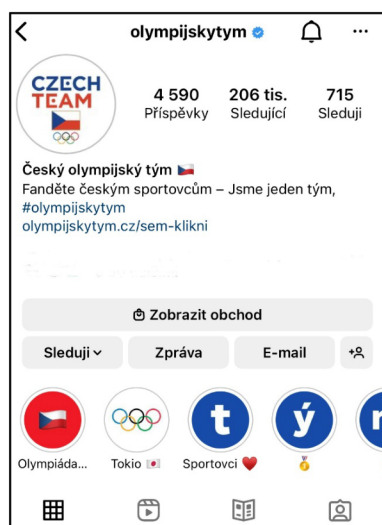 olympijskytym
CZECH
TEAM
4 590 206 tis. 715
Příspěvky Sledující Sleduji
Český olympijský tým
Fanděte českým sportovcům – Jsme jeden tým,
#olympijskytym
olympijskytym.cz/sem-klikni
Zobrazit obchod
Sleduji Zpráva E-mail
t ý
Olympiáda... Tokio Sportovci